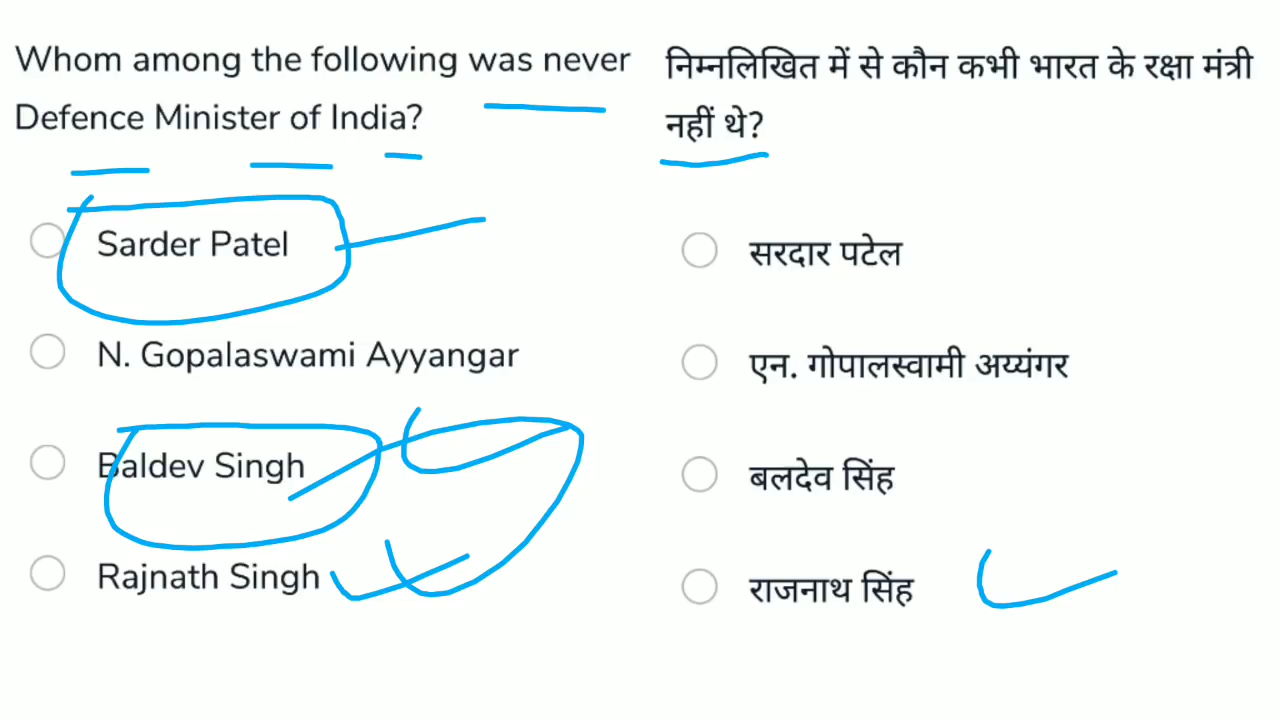 Whom among the following was never
Defence Minister of India?
Sarder Patel
N. Gopalaswami Ayyangar
Baldev Singh
Rajnath Singh
निम्नलिखित में से कौन कभी भारत के रक्षा मंत्री
नहीं थे?
सरदार पटेल
एन. गोपालस्वामी अय्यंगर
बलदेव सिंह
राजनाथ सिंह